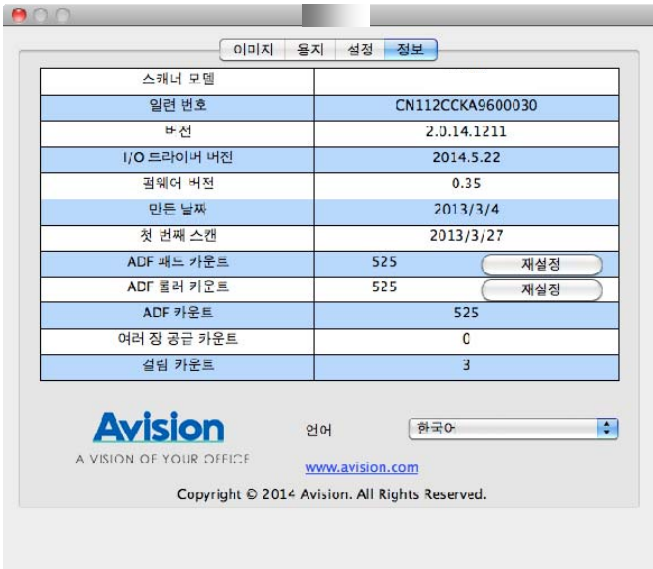 이미지 용지 설정 정보
스캐너 모델
일련 번호 CN112CCKA9600030
버전 2.0.14.1211
I/O 드라이버 버전 2014.5.22
펌웨어 버전 0.35
만든 날짜 2013/3/4
첫 번째 스캔 2013/3/27
ADF 패드 카운트 525 재설정
ADF 롤러 카운트 525 재설정
ADF 카운트 525
여러 장 공급 카운트 0
걸림 카운트 3
Avision
A VISION OF YOUR OFFICE
언어 한국어
www.avision.com
Copyright © 2014 Avision. All Rights Reserved.